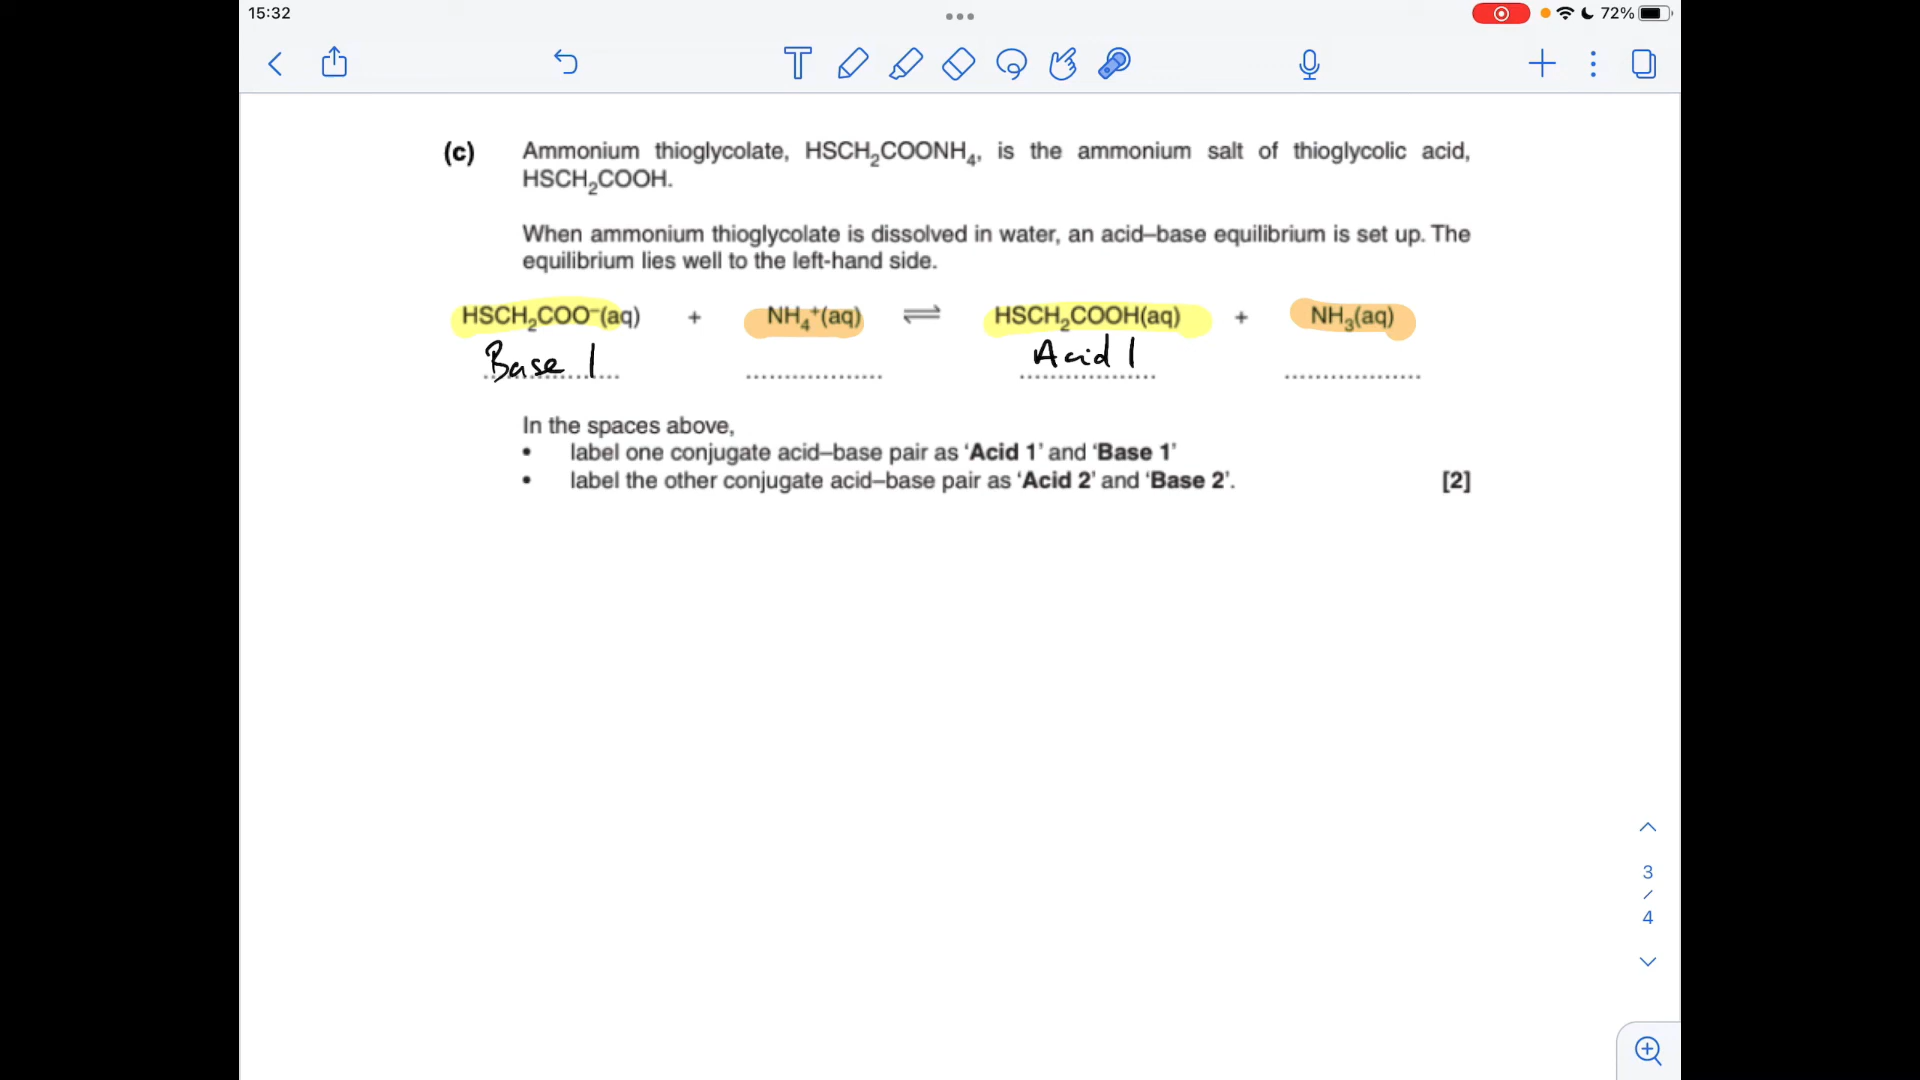 15:32
72%
(c) Ammonium thioglycolate, HSCH₂COONH₄, is the ammonium salt of thioglycolic acid,
HSCH₂COOH.
When ammonium thioglycolate is dissolved in water, an acid–base equilibrium is set up. The
equilibrium lies well to the left-hand side.
HSCH₂COO⁻(aq) + NH₄⁺(aq) ⇌ HSCH₂COOH(aq) + NH₃(aq)
Base 1 .................. Acid 1 ..................
In the spaces above,
• label one conjugate acid–base pair as ‘Acid 1’ and ‘Base 1’
• label the other conjugate acid–base pair as ‘Acid 2’ and ‘Base 2’. [2]
3
/
4